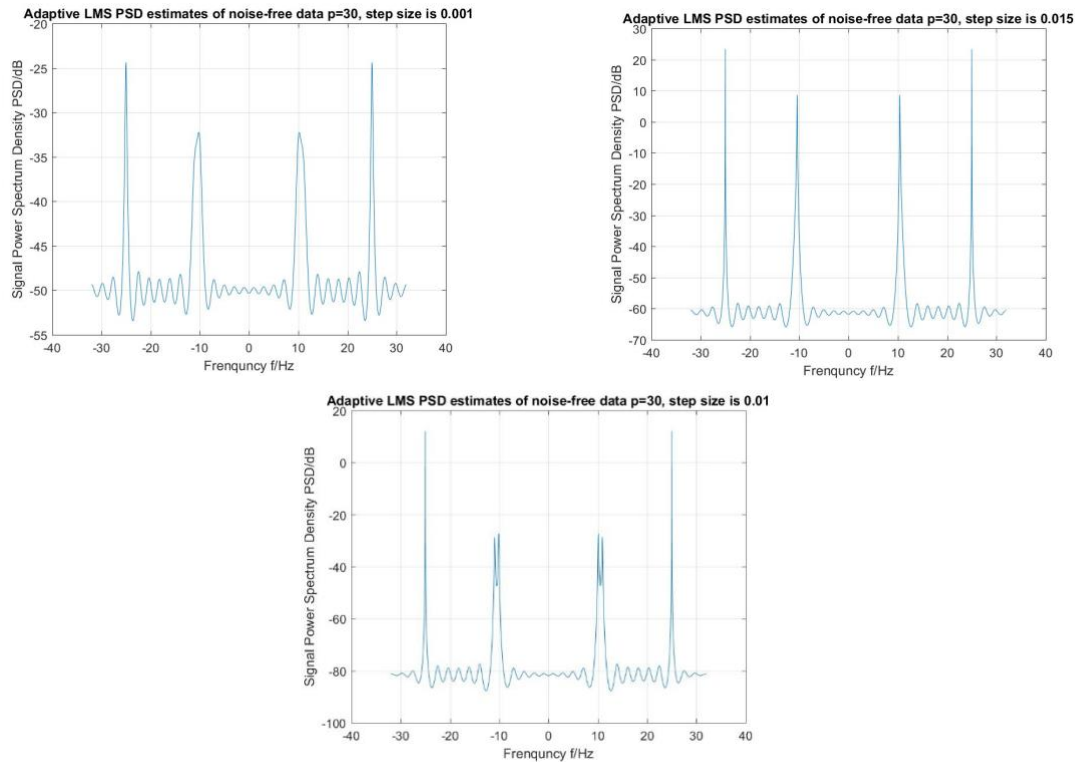 Adaptive LMS PSD estimates of noise-free data p=30, step size is 0.001
Signal Power Spectrum Density PSD/dB
-20
-25
-30
-35
-40
-45
-50
-55
-40 -30 -20 -10 0 10 20 30 40
Frenquncy f/Hz
Adaptive LMS PSD estimates of noise-free data p=30, step size is 0.015
Signal Power Spectrum Density PSD/dB
30
20
10
0
-10
-20
-30
-40
-50
-60
-70
-40 -30 -20 -10 0 10 20 30 40
Frenquncy f/Hz
Adaptive LMS PSD estimates of noise-free data p=30, step size is 0.01
Signal Power Spectrum Density PSD/dB
20
0
-20
-40
-60
-80
-100
-40 -30 -20 -10 0 10 20 30 40
Frenquncy f/Hz